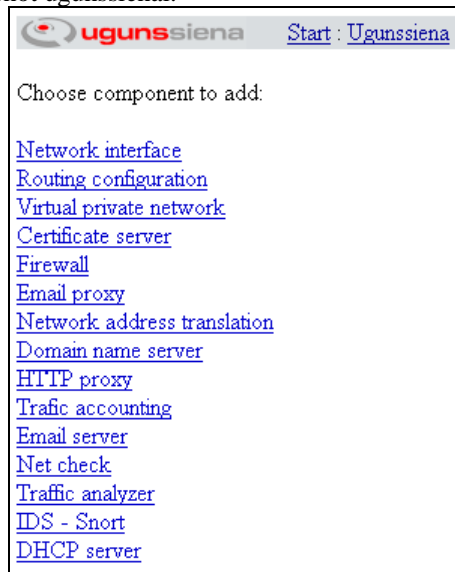 not ugunssienai.
ugunssiena Start : Ugunssiena
Choose component to add:
Network interface
Routing configuration
Virtual private network
Certificate server
Firewall
Email proxy
Network address translation
Domain name server
HTTP proxy
Trafic accounting
Email server
Net check
Traffic analyzer
IDS - Snort
DHCP server